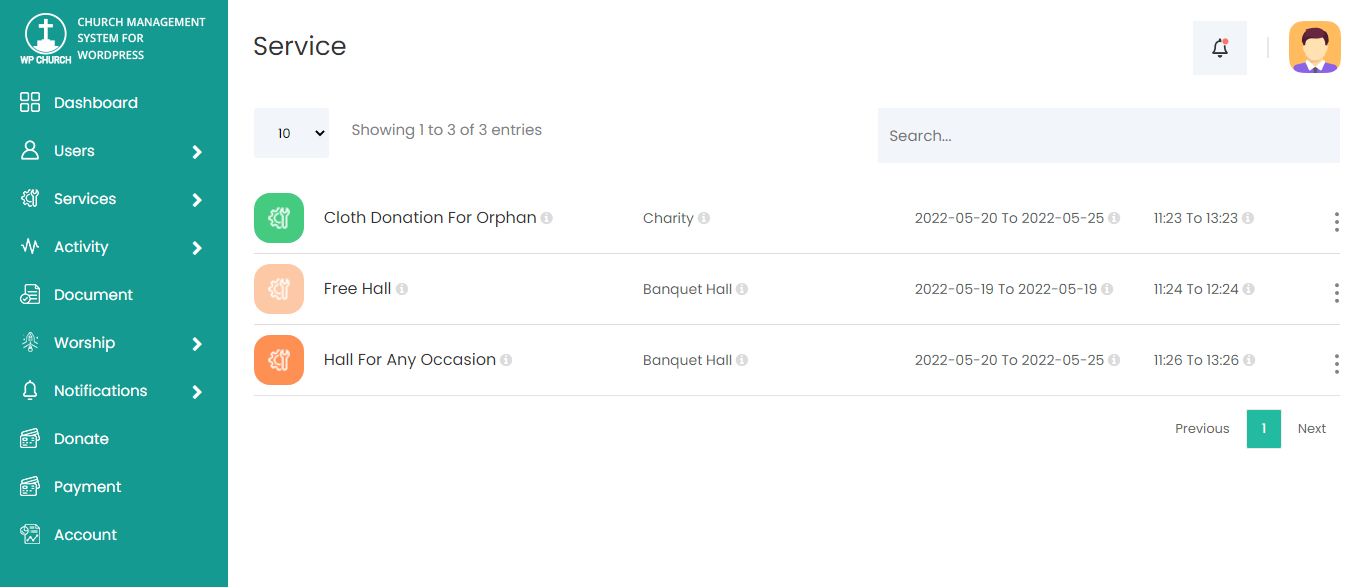 CHURCH MANAGEMENT
SYSTEM FOR
WORDPRESS
WP CHURCH
Dashboard
Users
Services
Activity
Document
Worship
Notifications
Donate
Payment
Account
Service
10
Showing 1 to 3 of 3 entries
Search...
Cloth Donation For Orphan Charity 2022-05-20 To 2022-05-25 11:23 To 13:23
Free Hall Banquet Hall 2022-05-19 To 2022-05-19 11:24 To 12:24
Hall For Any Occasion Banquet Hall 2022-05-20 To 2022-05-25 11:26 To 13:26
Previous 1 Next